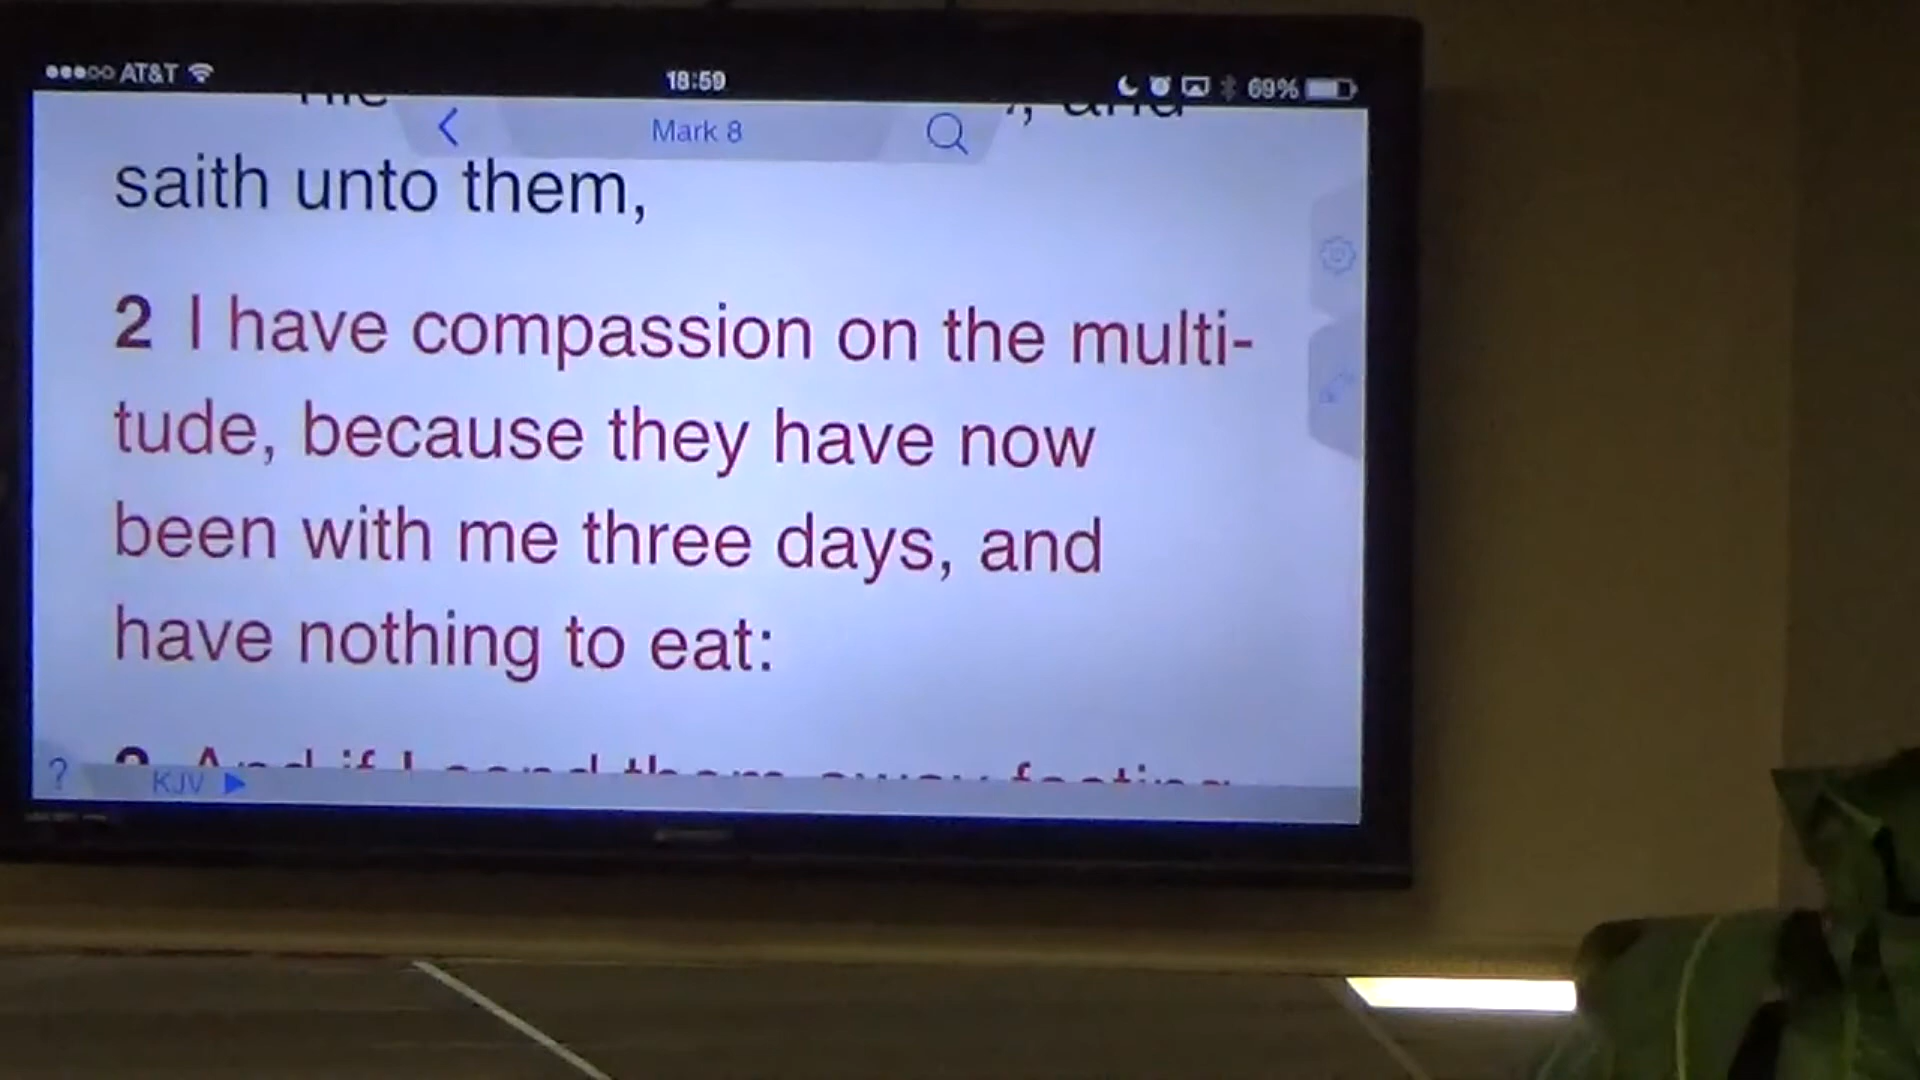 AT&T 18:59 69%
Mark 8
saith unto them,
2 I have compassion on the multi-
tude, because they have now
been with me three days, and
have nothing to eat:
? KJV